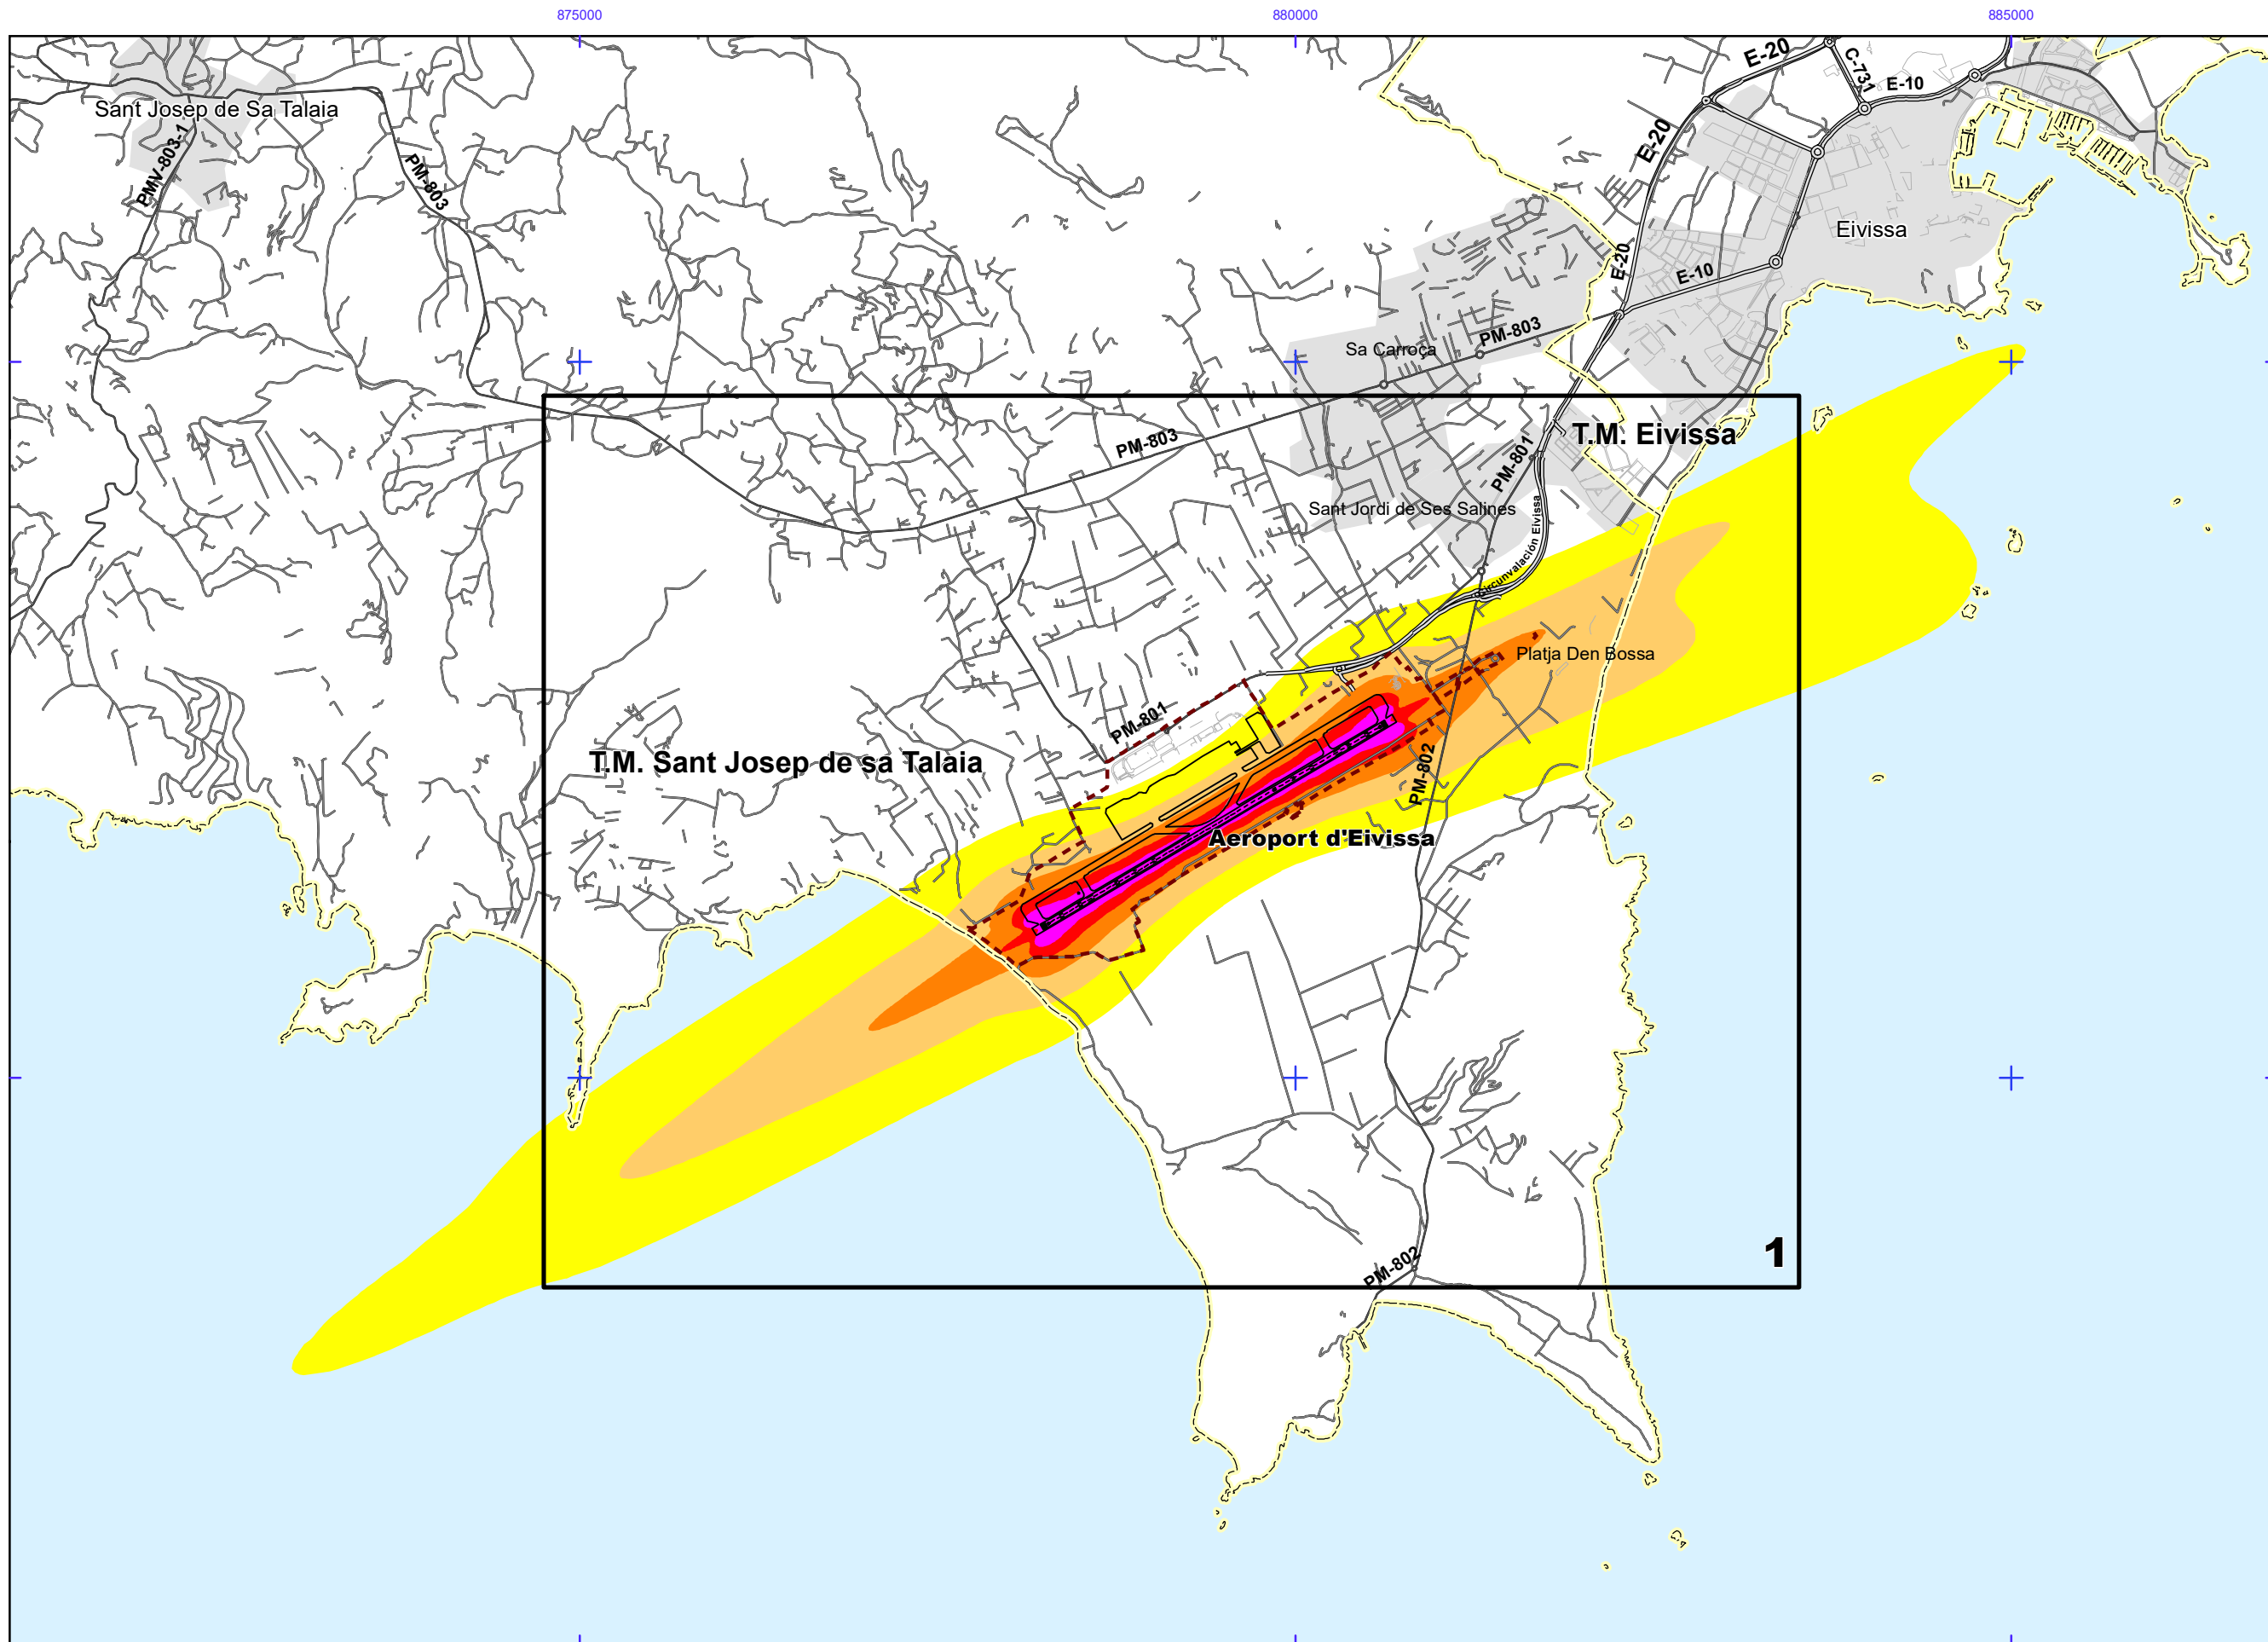 875000
880000
885000
E-20
C-731
E-10
Sant Josep de Sa Talaia
PMV-803-1
PM-803
E-20
Eivissa
E-20
E-10
PM-803
Sa Carroça
T.M. Eivissa
PM-803
PM-801
Sant Jordi de Ses Salines
Circunvalación Eivissa
Platja Den Bossa
PM-801
T.M. Sant Josep de sa Talaia
PM-802
Aeroport d'Eivissa
1
PM-802